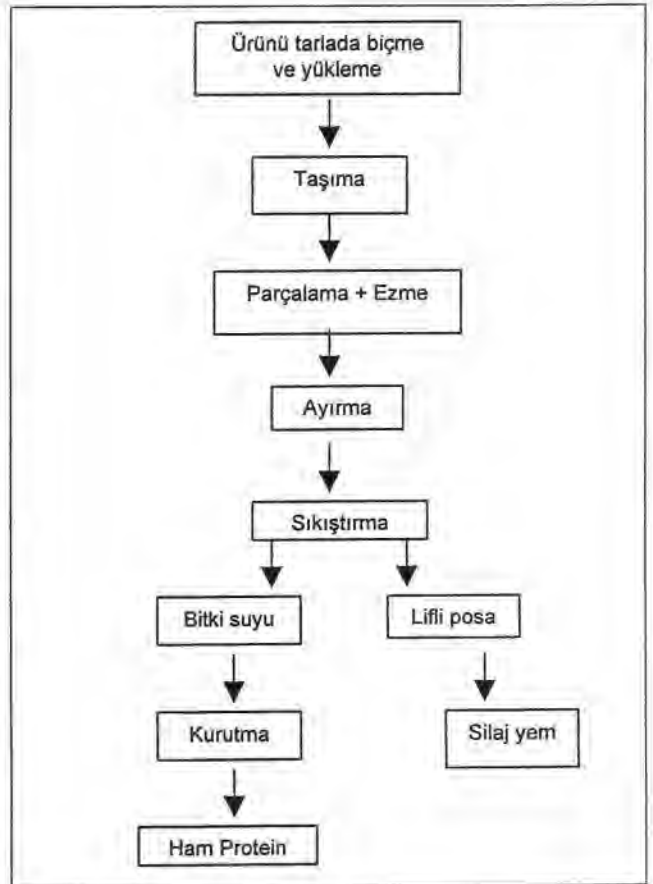 Ürünü tarlada biçme
ve yükleme
Taşıma
Parçalama + Ezme
Ayırma
Sıkıştırma
Bitki suyu
Lifli posa
Kurutma
Silaj yem
Ham Protein